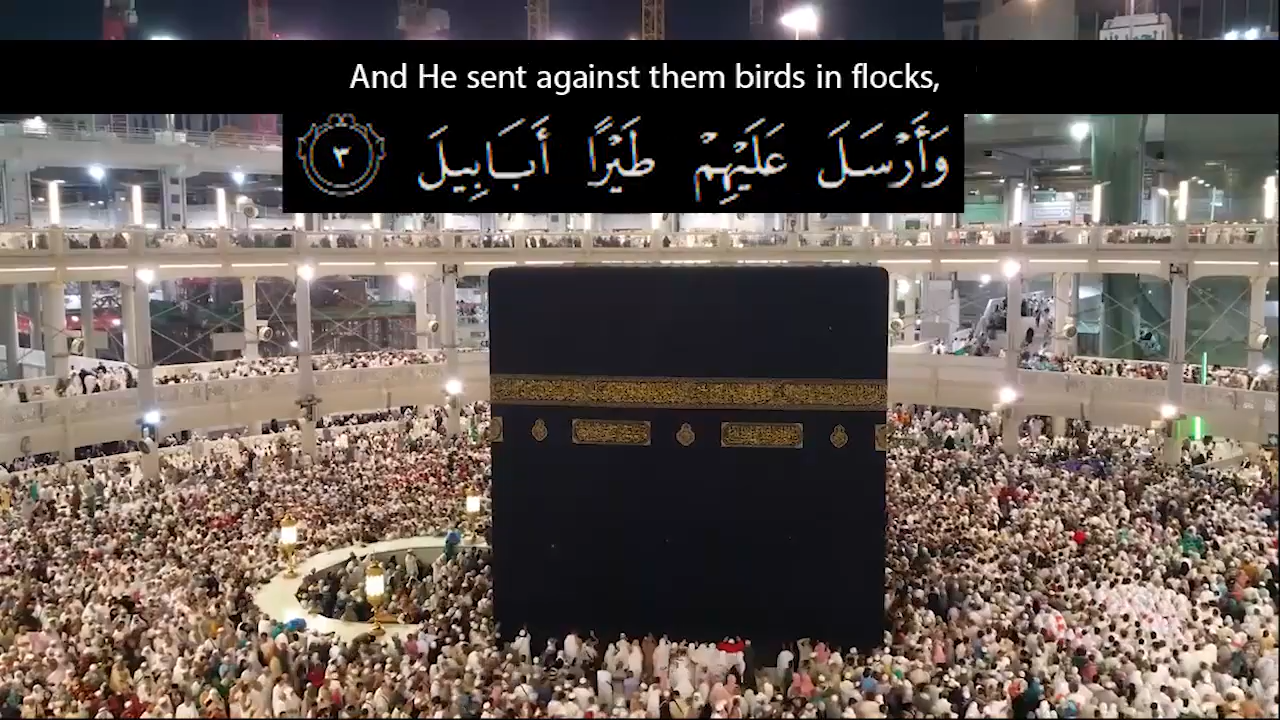 And He sent against them birds in flocks,
وَأَرْسَلَ عَلَيْهِمْ طَيْرًا أَبَابِيلَ ٣